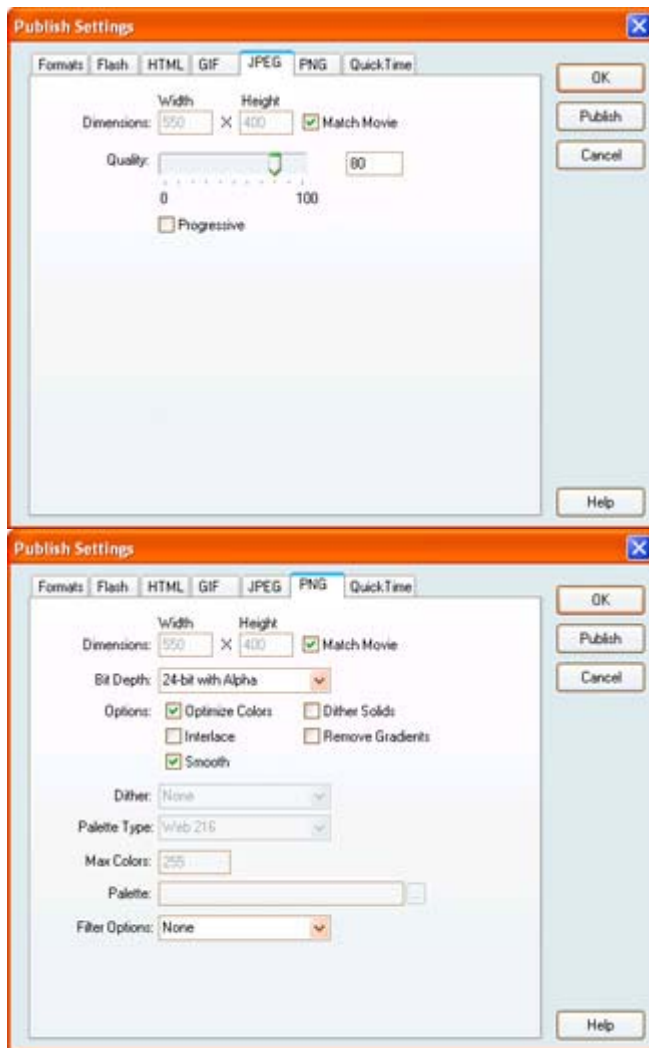 Publish Settings
Formats Flash HTML GIF JPEG PNG QuickTime
OK
Width Height
Dimensions: 550 X 400 Match Movie
Publish
Quality: 80
Cancel
0 100
Progressive
Help
Publish Settings
Formats Flash HTML GIF JPEG PNG QuickTime
OK
Width Height
Dimensions: 550 X 400 Match Movie
Publish
Bit Depth: 24-bit with Alpha
Cancel
Options: Optimize Colors Dither Solids
Interlace Remove Gradients
Smooth
Dither: None
Palette Type: Web 216
Max Colors: 255
Palette: ...
Filter Options: None
Help